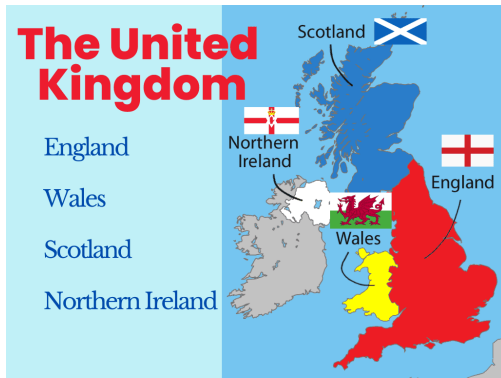 The United
Kingdom
England
Wales
Scotland
Northern Ireland
Scotland
Northern
Ireland
England
Wales